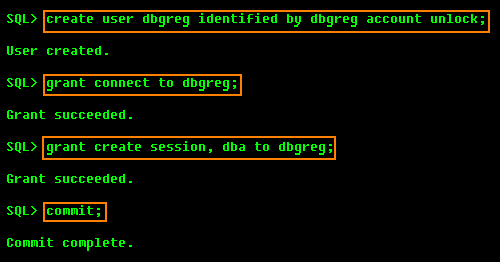 SQL> create user dbgreg identified by dbgreg account unlock;
User created.
SQL> grant connect to dbgreg;
Grant succeeded.
SQL> grant create session, dba to dbgreg;
Grant succeeded.
SQL> commit;
Commit complete.